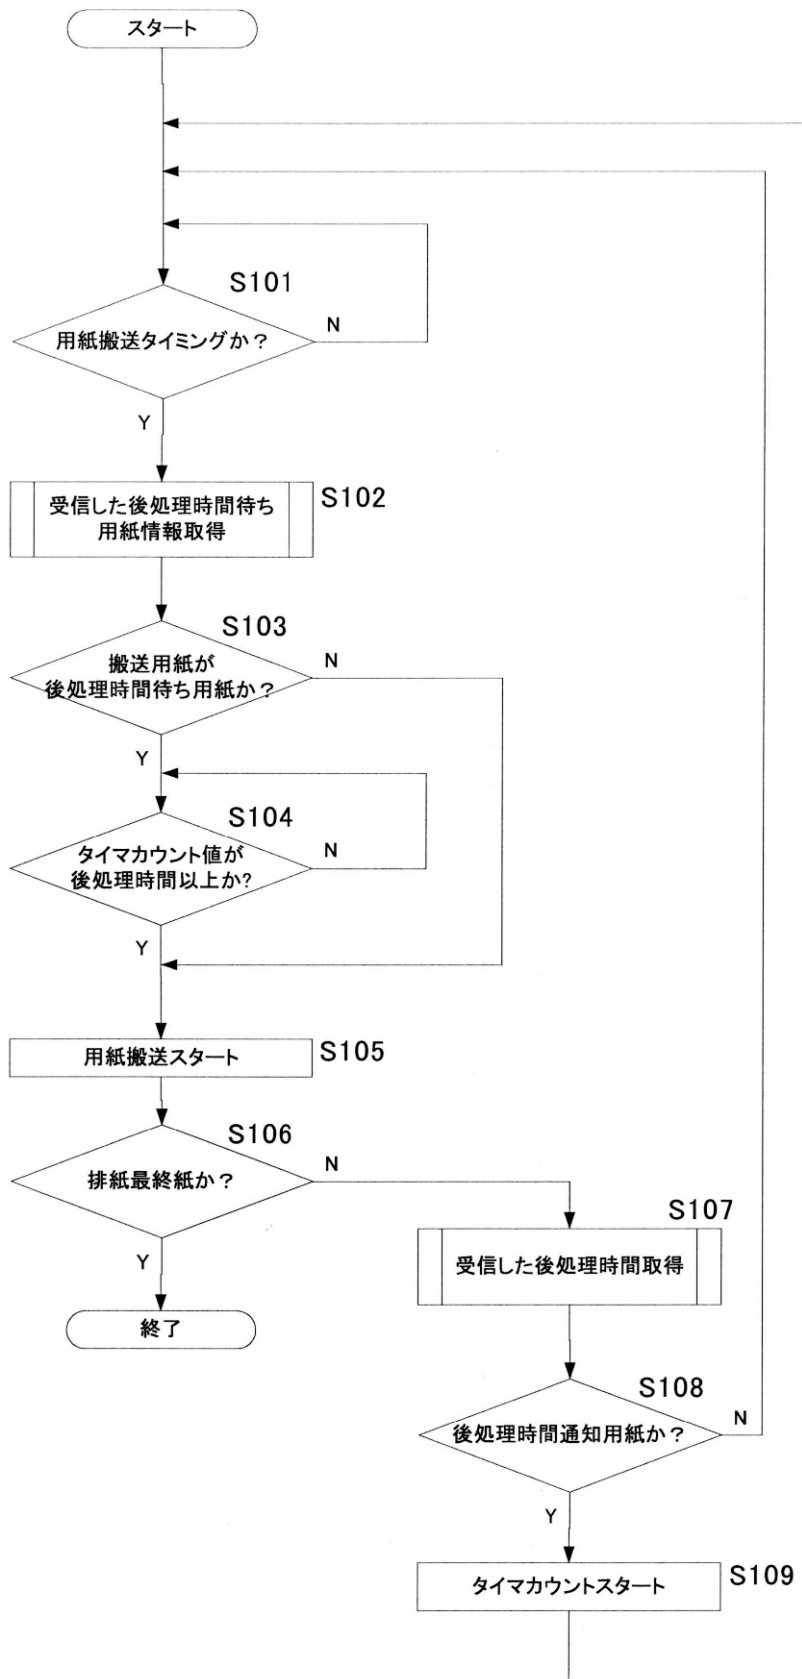 スタート
S101
用紙搬送タイミングか？
N
Y
受信した後処理時間待ち
用紙情報取得
S102
S103
搬送用紙が
後処理時間待ち用紙か？
N
Y
S104
タイマカウント値が
後処理時間以上か?
N
Y
用紙搬送スタート
S105
S106
排紙最終紙か？
N
Y
終了
S107
受信した後処理時間取得
S108
後処理時間通知用紙か？
N
Y
タイマカウントスタート
S109